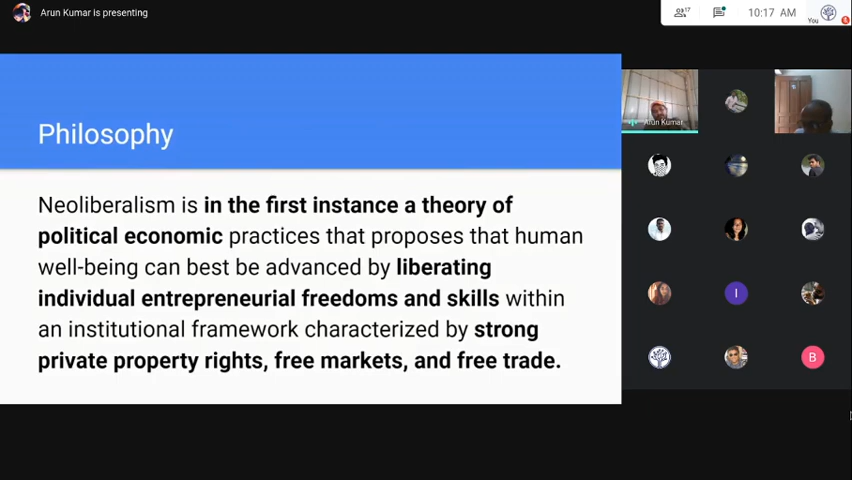 Arun Kumar is presenting
17
10:17 AM
You
Philosophy
Neoliberalism is in the first instance a theory of
political economic practices that proposes that human
well-being can best be advanced by liberating
individual entrepreneurial freedoms and skills within
an institutional framework characterized by strong
private property rights, free markets, and free trade.
Arun Kumar
I
B